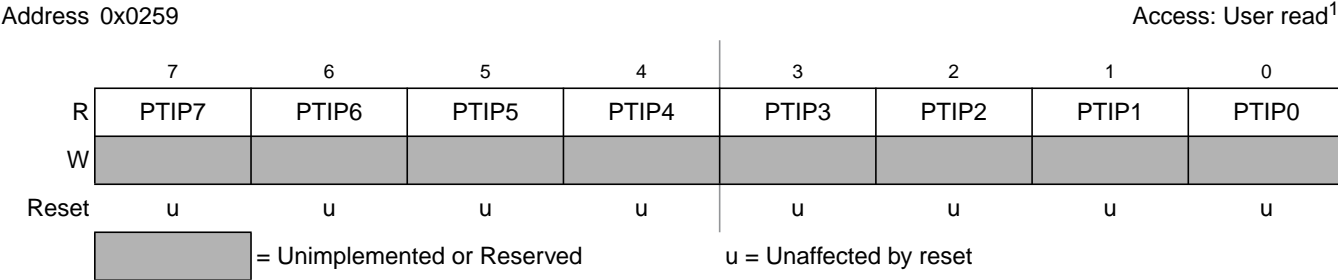 Address 0x0259 Access: User read1
7 6 5 4 3 2 1 0
R PTIP7 PTIP6 PTIP5 PTIP4 PTIP3 PTIP2 PTIP1 PTIP0
W
Reset u u u u u u u u
= Unimplemented or Reserved u = Unaffected by reset